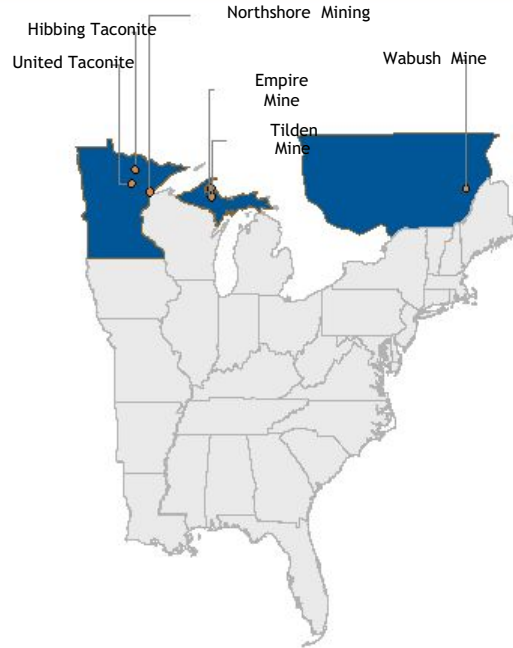 Northshore Mining
Hibbing Taconite
United Taconite
Wabush Mine
Empire
Mine
Tilden
Mine